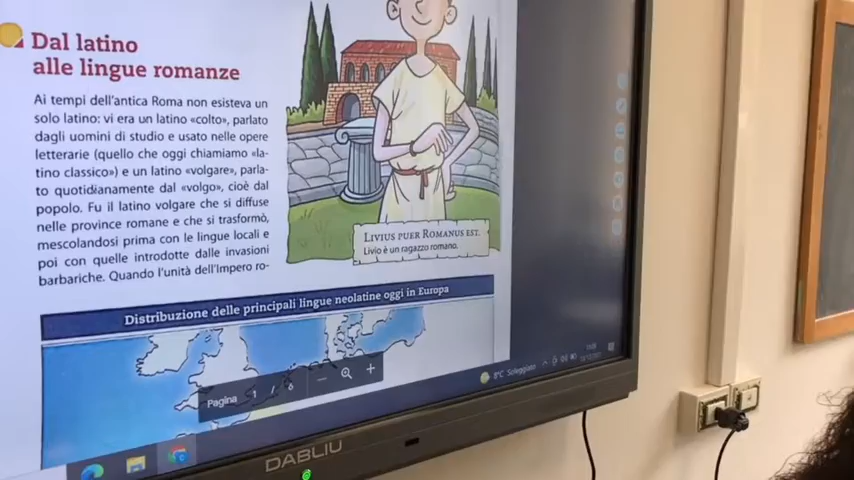 Dal latino
alle lingue romanze
Ai tempi dell'antica Roma non esisteva un
solo latino: vi era un latino «colto», parlato
dagli uomini di studio e usato nelle opere
letterarie (quello che oggi chiamiamo «la-
tino classico») e un latino «volgare», parla-
to quotidianamente dal «volgo», cioè dal
popolo. Fu il latino volgare che si diffuse
nelle province romane e che si trasformò,
mescolandosi prima con le lingue locali e
poi con quelle introdotte dalle invasioni
barbariche. Quando l'unità dell'Impero ro-
LIVIUS PUER ROMANUS EST.
Livio è un ragazzo romano.
Distribuzione delle principali lingue neolatine oggi in Europa
Pagina 1 / 6
8°C Soleggiato
DABLIU